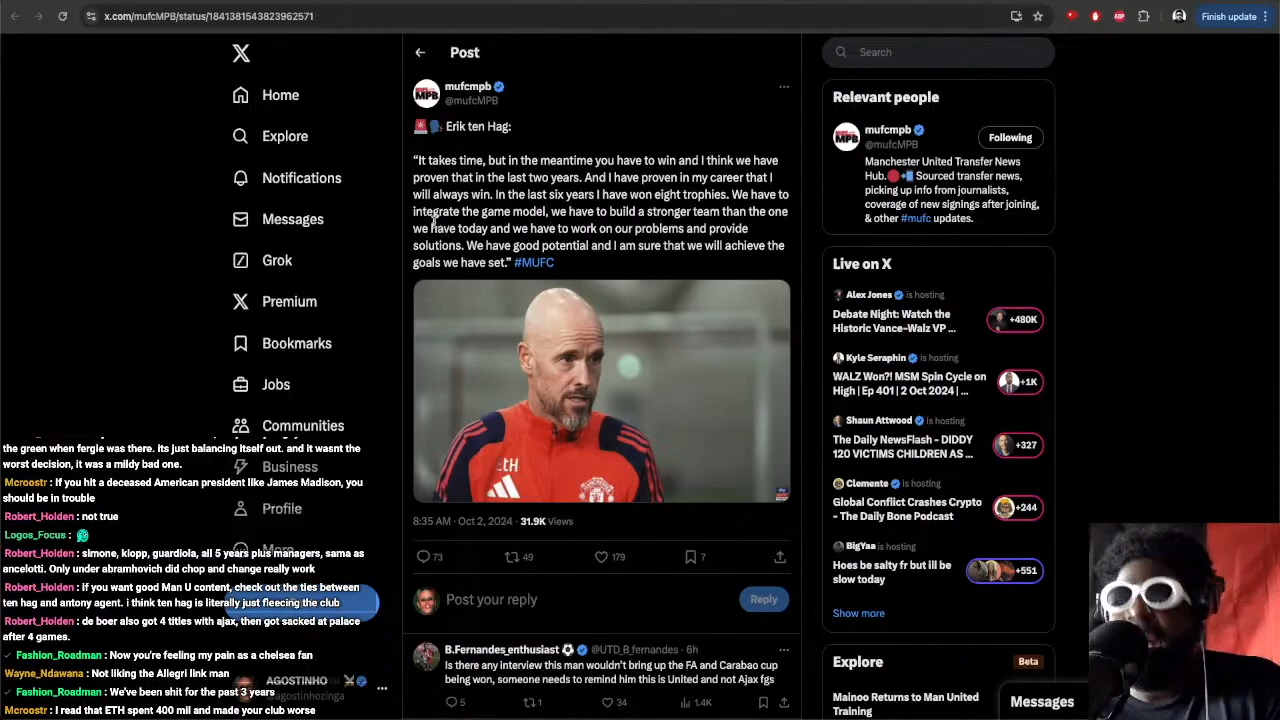 x.com/mufcMPB/status/1841381543823962571
Finish update
Home
Explore
Notifications
Messages
Grok
Premium
Bookmarks
Jobs
Communities
Business
Profile
More
AGOSTINHO
@agostinhozinga
the green when fergie was there. its just balancing itself out. and it wasnt the
worst decision, it was a mildy bad one.
Mcroostr: If you hit a deceased American president like James Madison, you
should be in trouble
Robert_Holden: not true
Logos_Focus:
Robert_Holden: simone, klopp, guardiola, all 5 years plus managers, sama as
ancelotti. Only under abramhovich did chop and change really work
Robert_Holden: if you want good Man U content, check out the ties between
ten hag and antony agent. i think ten hag is literally just fleecing the club
Robert_Holden: de boer also got 4 titles with ajax, then got sacked at palace
after 4 games.
Fashion_Roadman: Now you're feeling my pain as a chelsea fan
Wayne_Ndawana: Not liking the Allegri link man
Fashion_Roadman: We've been shit for the past 3 years
Mcroostr: I read that ETH spent 400 mil and made your club worse
Post
MUFC
MPB
mufcmpb
@mufcMPB
Erik ten Hag:
“It takes time, but in the meantime you have to win and I think we have
proven that in the last two years. And I have proven in my career that I
will always win. In the last six years I have won eight trophies. We have to
integrate the game model, we have to build a stronger team than the one
we have today and we have to work on our problems and provide
solutions. We have good potential and I am sure that we will achieve the
goals we have set.” #MUFC
etH
8:35 AM · Oct 2, 2024 · 31.9K Views
73
49
179
7
Post your reply
Reply
B.Fernandes_enthusiast
@UTD_B_fernandes · 6h
Is there any interview this man wouldn't bring up the FA and Carabao cup
being won, someone needs to remind him this is United and not Ajax fgs
5
1
34
1.4K
Search
Relevant people
MPB
mufcmpb
@mufcMPB
Following
Manchester United Transfer News
Hub. Sourced transfer news,
picking up info from journalists,
coverage of new signings after joining,
& other #mufc updates.
Live on X
Alex Jones is hosting
Debate Night: Watch the
Historic Vance-Walz VP ...
+480K
Kyle Seraphin is hosting
WALZ WON?! MSM Spin Cycle on
High | Ep 401 | 2 Oct 2024 | ...
+1K
Shaun Attwood is hosting
The Daily NewsFlash - DIDDY
120 VICTIMS CHILDREN AS ...
+327
Clemente is hosting
Global Conflict Crashes Crypto
- The Daily Bone Podcast
+244
BigYaa is hosting
Hoes be salty fr but ill be
slow today
+551
Show more
Explore
Beta
Mainoo Returns to Man United
Training
Messages